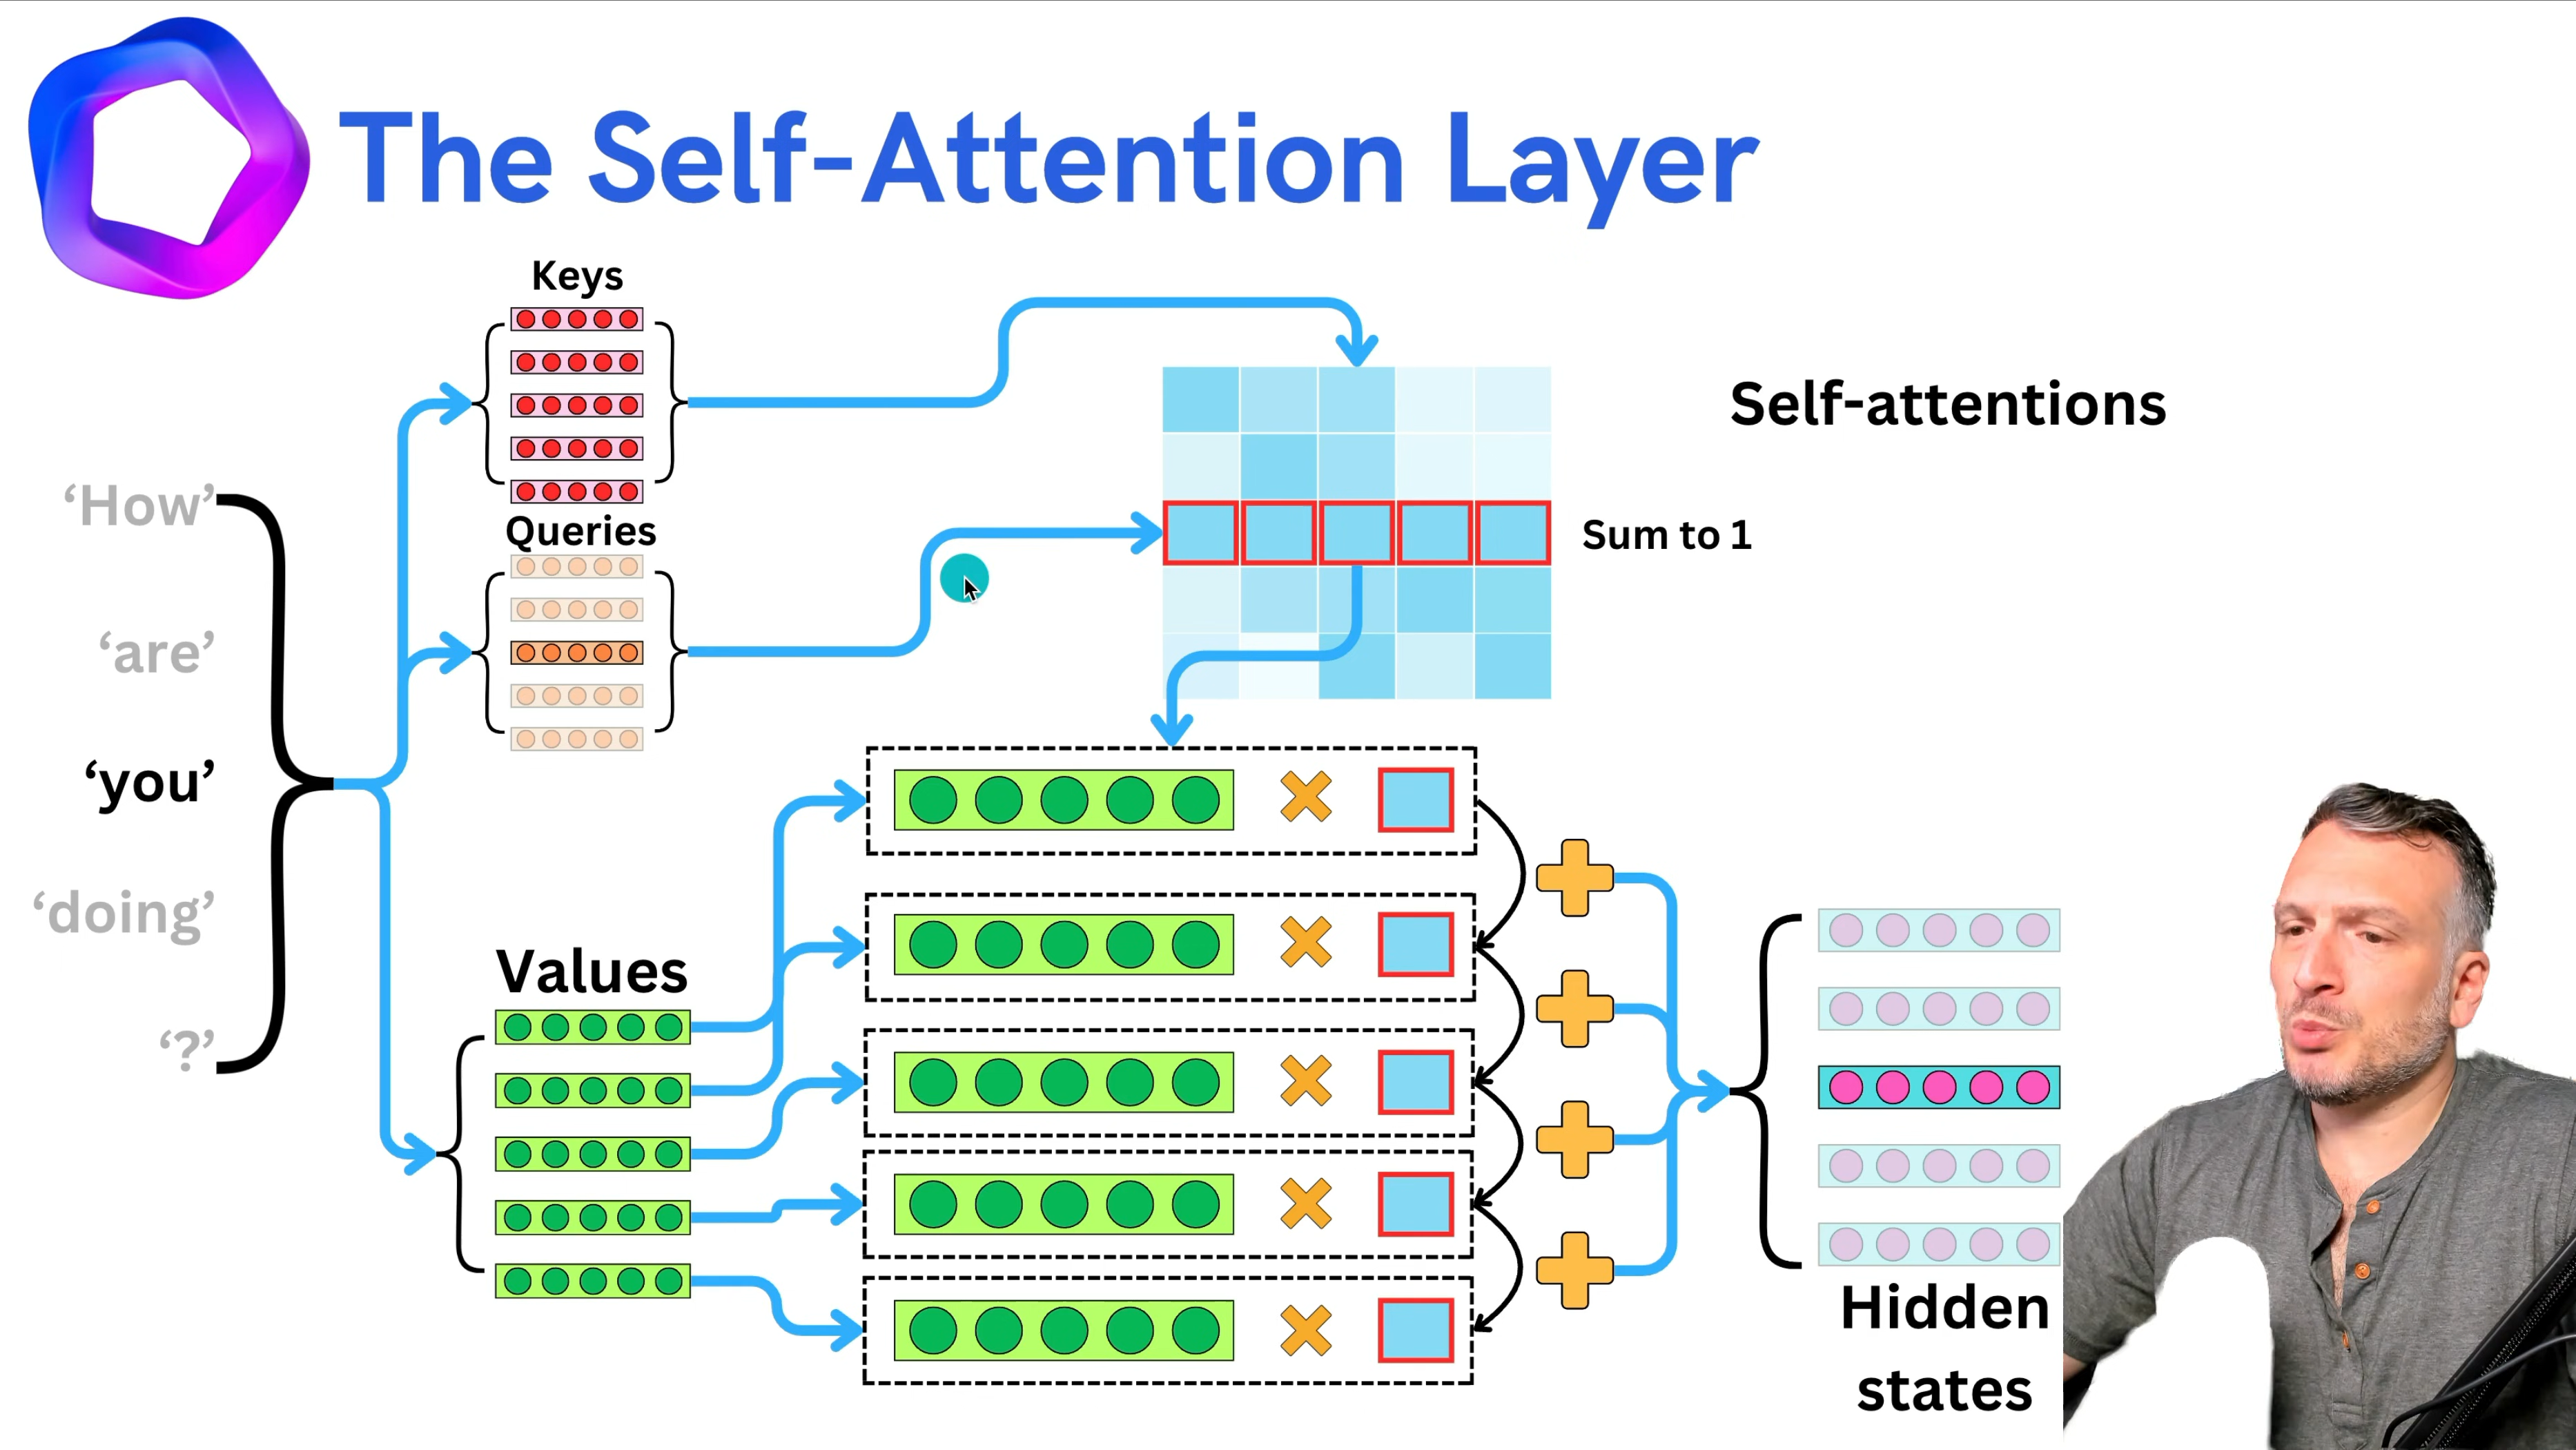 The Self-Attention Layer
Keys
Self-attentions
‘How’
Queries
Sum to 1
‘are’
‘you’
‘doing’
Values
‘?’
Hidden
states